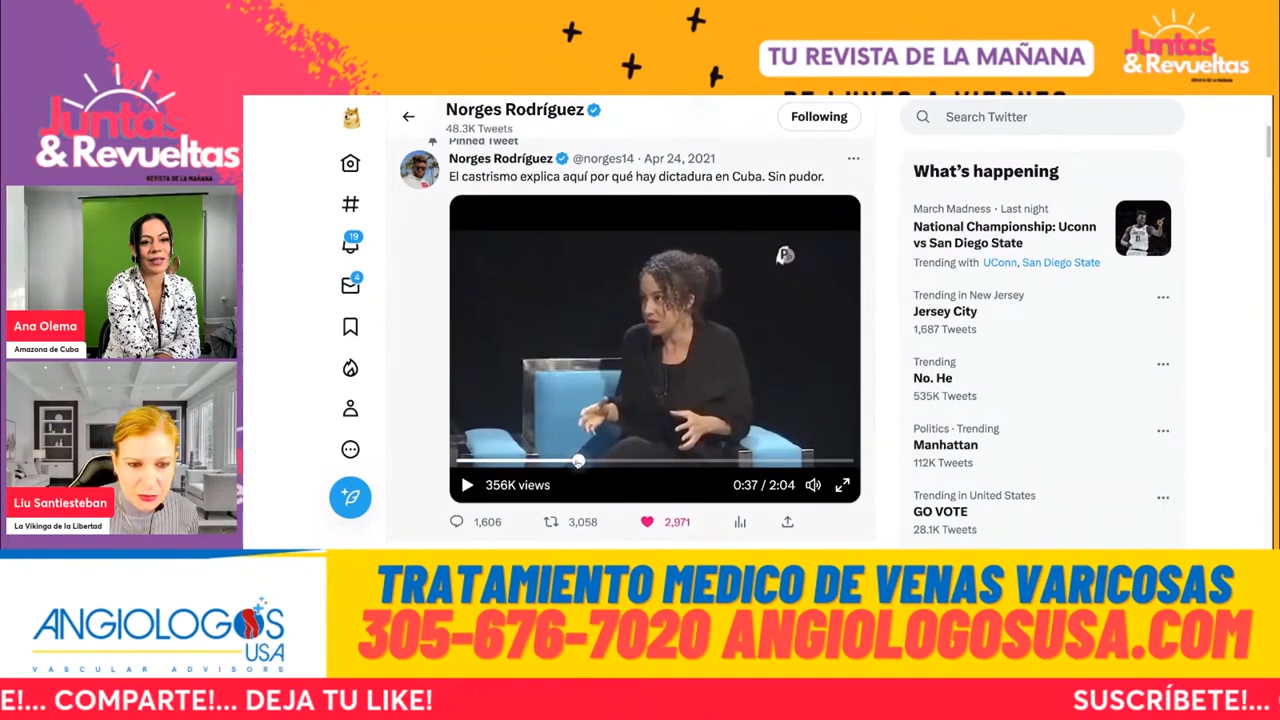 TU REVISTA DE LA MAÑANA
Juntas
& Revueltas
REVISTA DE LA MAÑANA
DE LUNES A VIERNES
Juntas
& Revueltas
REVISTA DE LA MAÑANA
Ana Olema
Amazona de Cuba
Liu Santiesteban
La Vikinga de la Libertad
19
4
Norges Rodríguez
48.3K Tweets
Following
Pinned Tweet
Norges Rodríguez @norges14 · Apr 24, 2021
El castrismo explica aquí por qué hay dictadura en Cuba. Sin pudor.
P
356K views
0:37 / 2:04
1,606
3,058
2,971
Search Twitter
What’s happening
March Madness · Last night
National Championship: Uconn
vs San Diego State
Trending with UConn, San Diego State
Trending in New Jersey
Jersey City
1,687 Tweets
Trending
No. He
535K Tweets
Politics · Trending
Manhattan
112K Tweets
Trending in United States
GO VOTE
28.1K Tweets
ANGIOLOGOS
USA
VASCULAR ADVISORS
TRATAMIENTO MEDICO DE VENAS VARICOSAS
305-676-7020 ANGIOLOGOSUSA.COM
E!... COMPARTE!... DEJA TU LIKE!
SUSCRÍBETE!...